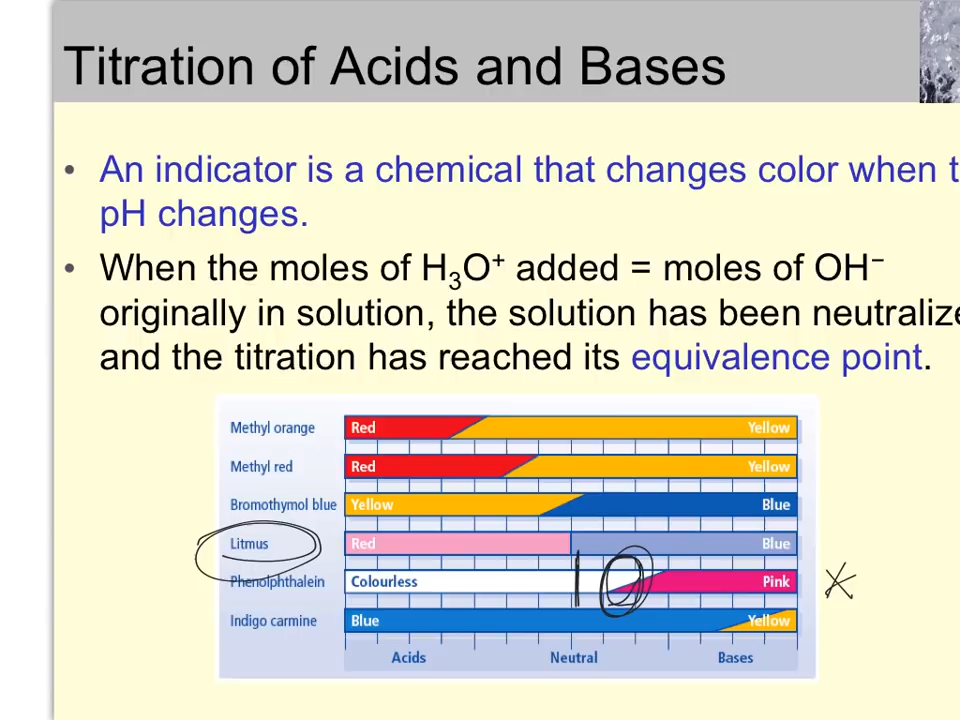 Titration of Acids and Bases
• An indicator is a chemical that changes color when t
pH changes.
• When the moles of H₃O⁺ added = moles of OH⁻
originally in solution, the solution has been neutralize
and the titration has reached its equivalence point.
Methyl orange Red Yellow
Methyl red Red Yellow
Bromothymol blue Yellow Blue
Litmus Red Blue
Phenolphthalein Colourless 10 Pink
Indigo carmine Blue Yellow
Acids Neutral Bases